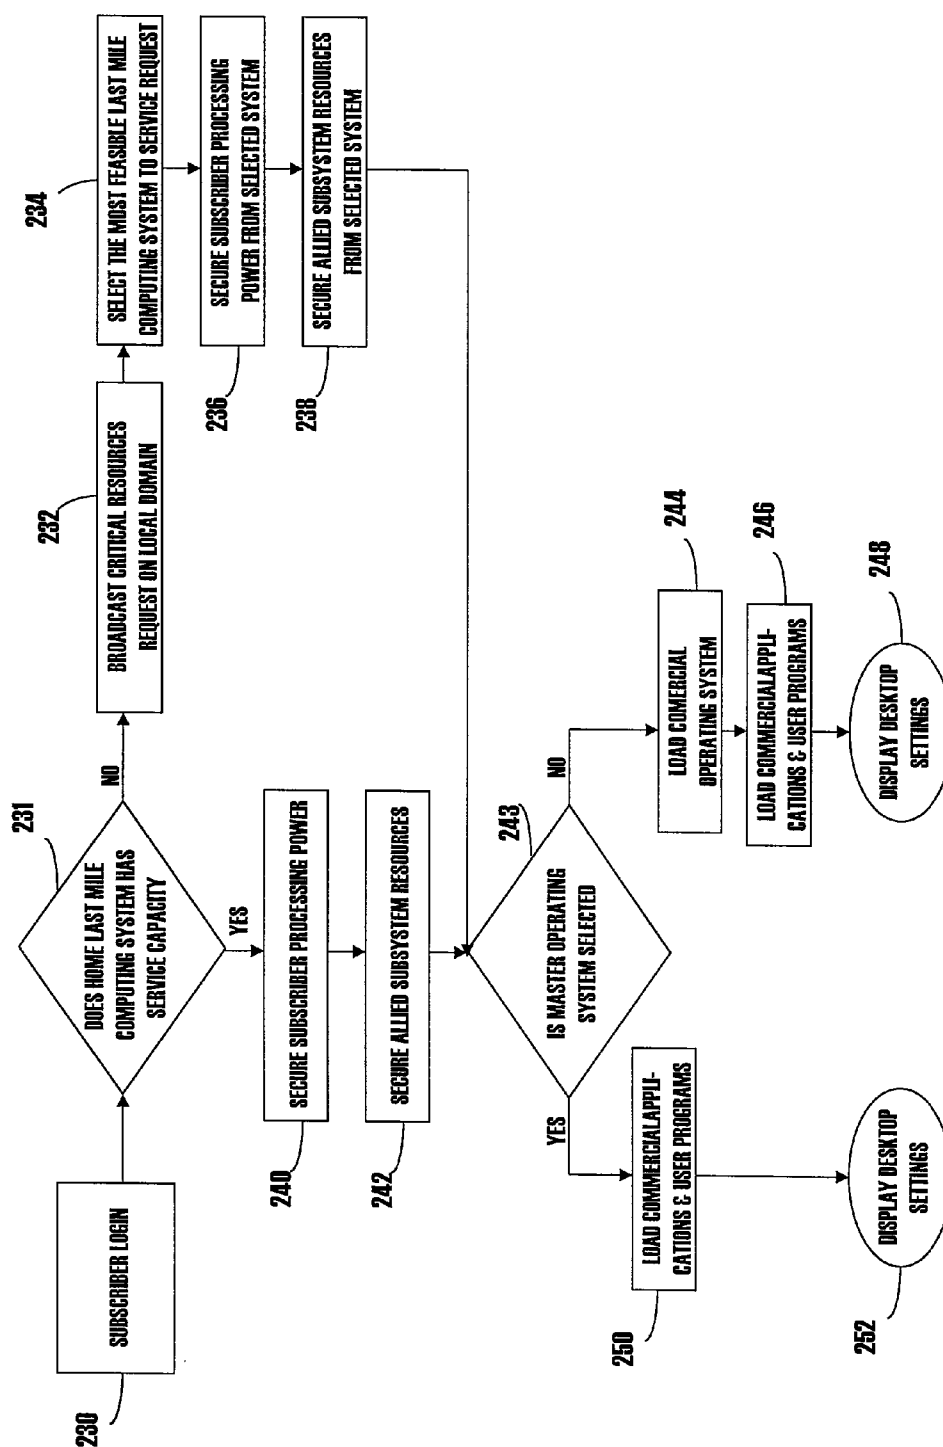 230
SUBSCRIBER LOGIN
231
DOES HOME LAST MILE
COMPUTING SYSTEM HAS
SERVICE CAPACITY
NO
YES
232
BROADCAST CRITICAL RESOURCES
REQUEST ON LOCAL DOMAIN
234
SELECT THE MOST FEASIBLE LAST MILE
COMPUTING SYSTEM TO SERVICE REQUEST
236
SECURE SUBSCRIBER PROCESSING
POWER FROM SELECTED SYSTEM
238
SECURE ALLIED SUBSYSTEM RESOURCES
FROM SELECTED SYSTEM
240
SECURE SUBSCRIBER PROCESSING POWER
242
SECURE ALLIED SUBSYSTEM RESOURCES
243
IS MASTER OPERATING
SYSTEM SELECTED
YES
NO
244
LOAD COMERCIAL
OPERATING SYSTEM
246
LOAD COMMERCIALAPPLI-
CATIONS & USER PROGRAMS
248
DISPLAY DESKTOP
SETTINGS
250
LOAD COMMERCIALAPPLI-
CATIONS & USER PROGRAMS
252
DISPLAY DESKTOP
SETTINGS